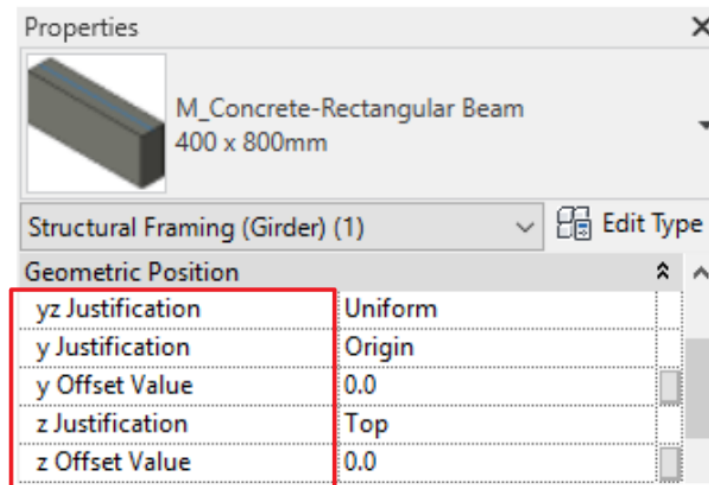 Properties
M_Concrete-Rectangular Beam
400 x 800mm
Structural Framing (Girder) (1)
Edit Type
Geometric Position
yz Justification Uniform
y Justification Origin
y Offset Value 0.0
z Justification Top
z Offset Value 0.0